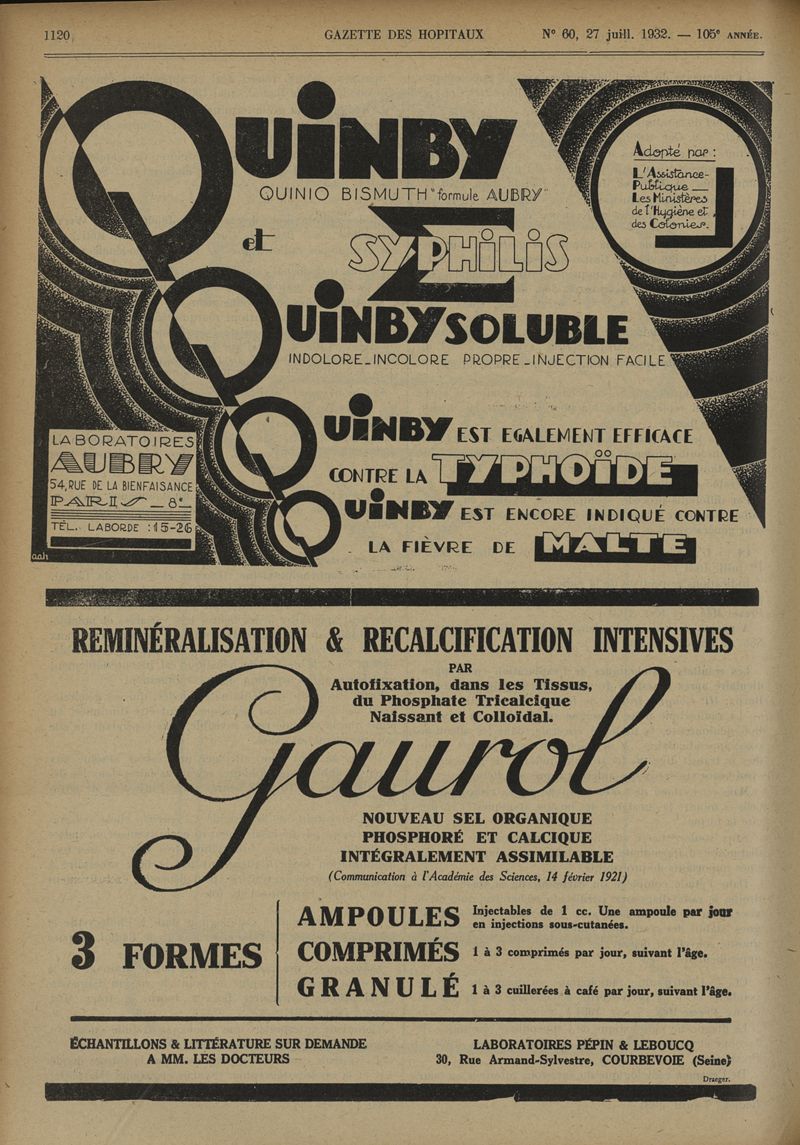 1120
GAZETTE DES HOPITAUX
N° 60, 27 juill. 1932. — 105e ANNÉE.
QUINBY
QUINIO BISMUTH "formule AUBRY"
et
Σ
SYPHILIS
QUINBY SOLUBLE
INDOLORE_INCOLORE PROPRE_INJECTION FACILE
Adopté par :
L'Assistance-
Publique —
Les Ministères
de l'Hygiène et
des Colonies.
QUINBY EST EGALEMENT EFFICACE
CONTRE LA TYPHOÏDE
QUINBY EST ENCORE INDIQUÉ CONTRE
LA FIÈVRE DE MALTE
LABORATOIRES
AUBRY
54, RUE DE LA BIENFAISANCE
PARIS _ 8e
TÉL. LABORDE : 15-26
aah
REMINÉRALISATION & RECALCIFICATION INTENSIVES
PAR
Autofixation, dans les Tissus,
du Phosphate Tricalcique
Naissant et Colloïdal.
Gaurol
NOUVEAU SEL ORGANIQUE
PHOSPHORÉ ET CALCIQUE
INTÉGRALEMENT ASSIMILABLE
(Communication à l'Académie des Sciences, 14 février 1921)
3 FORMES
AMPOULES Injectables de 1 cc. Une ampoule par jour
en injections sous-cutanées.
COMPRIMÉS 1 à 3 comprimés par jour, suivant l'âge.
GRANULÉ 1 à 3 cuillerées à café par jour, suivant l'âge.
ÉCHANTILLONS & LITTÉRATURE SUR DEMANDE
A MM. LES DOCTEURS
LABORATOIRES PÉPIN & LEBOUCQ
30, Rue Armand-Sylvestre, COURBEVOIE (Seine)
Draeger.